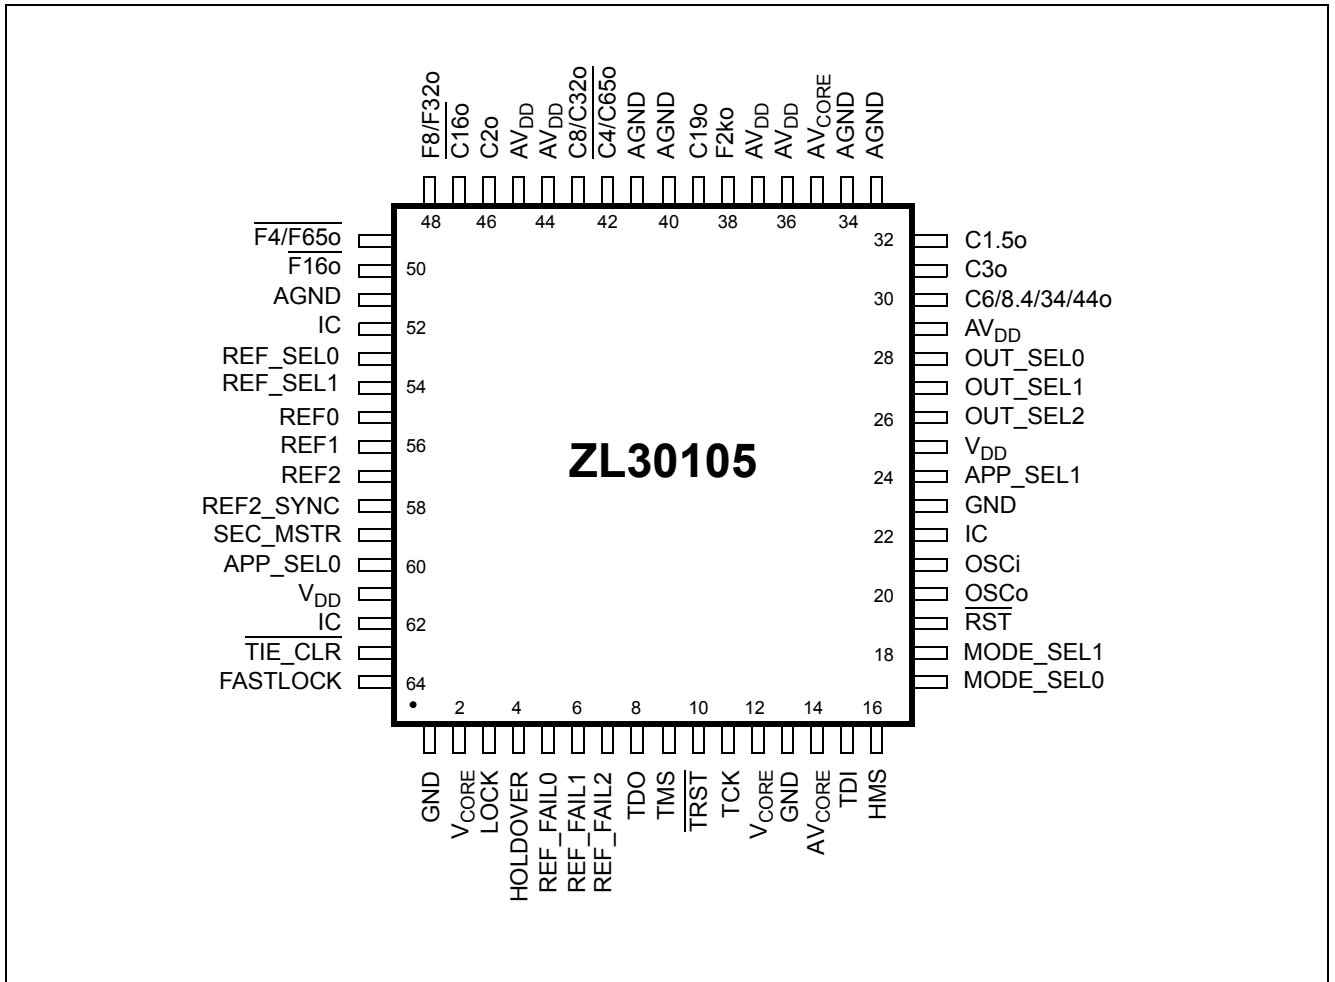 F8/F32o
C16o
C2o
AVDD
AVDD
C8/C32o
C4/C65o
AGND
AGND
C19o
F2ko
AVDD
AVDD
AVCORE
AGND
AGND
48 46 44 42 40 38 36 34
F4/F65o
F16o 50
AGND
IC 52
REF_SEL0
REF_SEL1 54
REF0
REF1 56
REF2
REF2_SYNC 58
SEC_MSTR
APP_SEL0 60
VDD
IC 62
TIE_CLR
FASTLOCK 64
ZL30105
32 C1.5o
C3o
30 C6/8.4/34/44o
AVDD
28 OUT_SEL0
OUT_SEL1
26 OUT_SEL2
VDD
24 APP_SEL1
GND
22 IC
OSCi
20 OSCo
RST
18 MODE_SEL1
MODE_SEL0
2 4 6 8 10 12 14 16
GND
VCORE
LOCK
HOLDOVER
REF_FAIL0
REF_FAIL1
REF_FAIL2
TDO
TMS
TRST
TCK
VCORE
GND
AVCORE
TDI
HMS